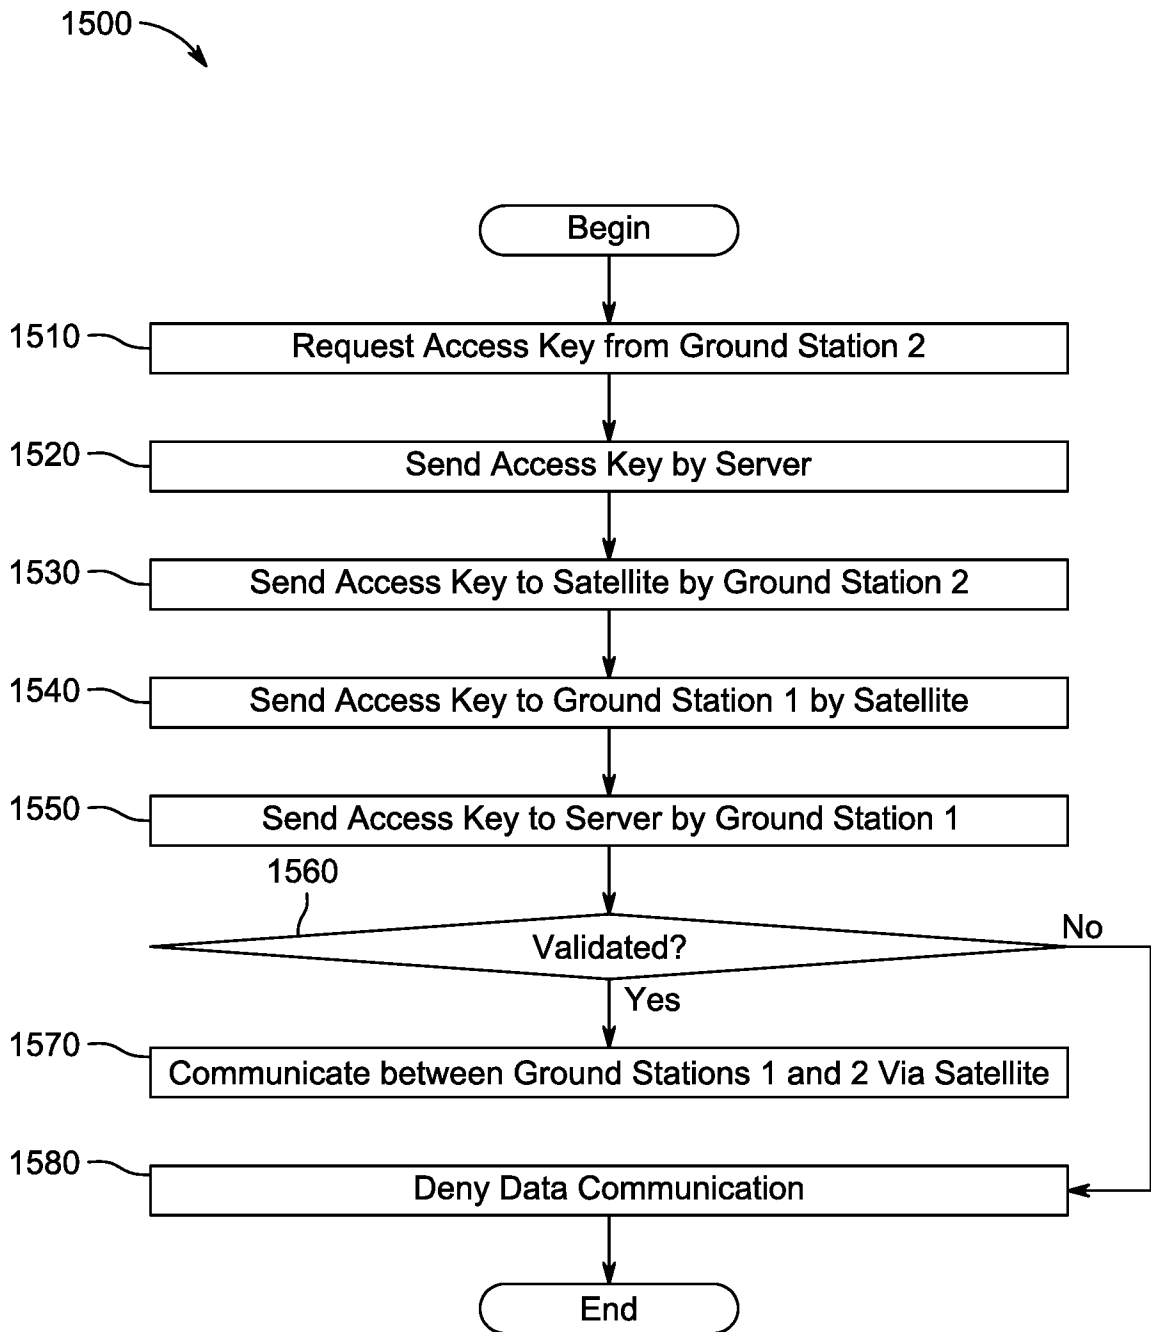 1500
Begin
1510
Request Access Key from Ground Station 2
1520
Send Access Key by Server
1530
Send Access Key to Satellite by Ground Station 2
1540
Send Access Key to Ground Station 1 by Satellite
1550
Send Access Key to Server by Ground Station 1
1560
Validated?
No
Yes
1570
Communicate between Ground Stations 1 and 2 Via Satellite
1580
Deny Data Communication
End